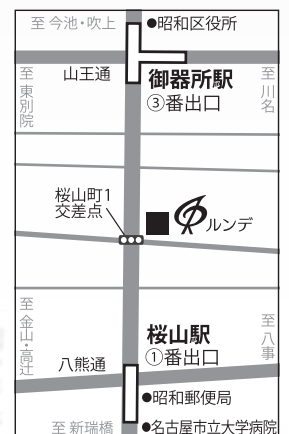 至 今池・吹上
●昭和区役所
山王通
御器所駅
③番出口
至 東別院
至 川名
桜山町1
交差点
ルンデ
桜山駅
①番出口
至 金山・高辻
至 八事
八熊通
●昭和郵便局
至 新瑞橋
●名古屋市立大学病院